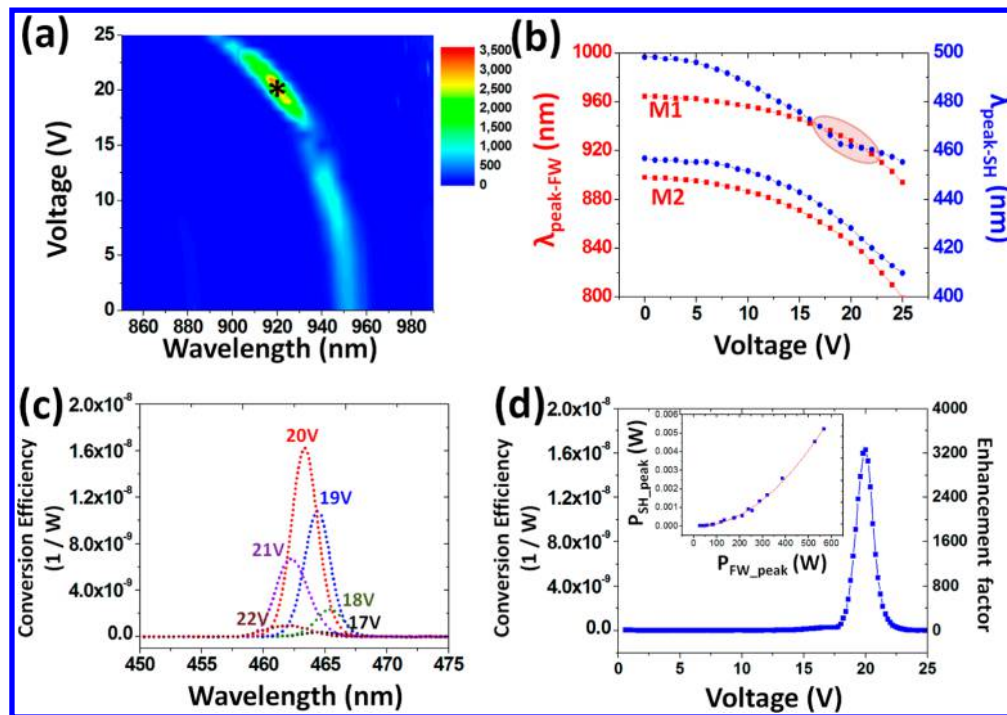 (a)
25
20
15
10
5
0
Voltage (V)
860 880 900 920 940 960 980
Wavelength (nm)
*
3,500
3,000
2,500
2,000
1,500
1,000
500
0
(b)
1000
960
920
880
840
800
λpeak-FW (nm)
M1
M2
500
480
460
440
420
400
λpeak-SH (nm)
0 5 10 15 20 25
Voltage (V)
(c)
2.0x10-8
1.6x10-8
1.2x10-8
8.0x10-9
4.0x10-9
0.0
Conversion Efficiency
(1 / W)
20V
19V
21V
18V
22V
17V
450 455 460 465 470 475
Wavelength (nm)
(d)
2.0x10-8
1.6x10-8
1.2x10-8
8.0x10-9
4.0x10-9
0.0
Conversion Efficiency
(1 / W)
0.006
0.005
0.004
0.003
0.002
0.001
0.000
PSH_peak (W)
0 100 200 300 400 500 600
PFW_peak (W)
4000
3200
2400
1600
800
0
Enhancement factor
0 5 10 15 20 25
Voltage (V)